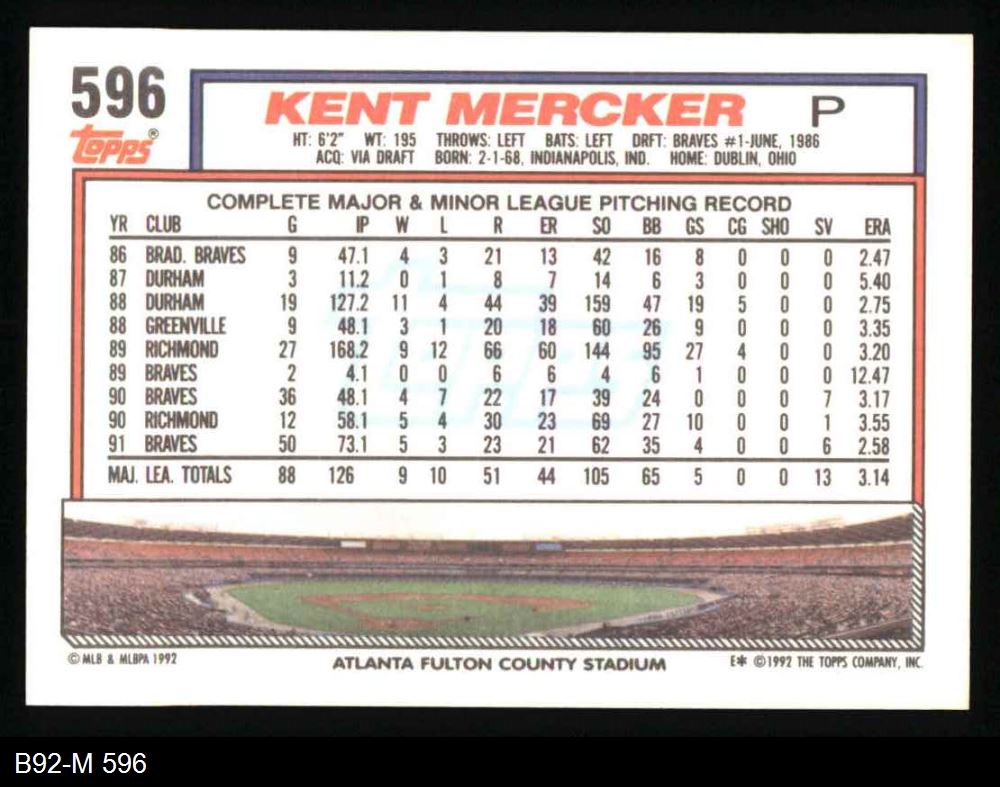 596
KENT MERCKER P
topps®
HT: 6'2" WT: 195 THROWS: LEFT BATS: LEFT DRFT: BRAVES #1-JUNE, 1986
ACQ: VIA DRAFT BORN: 2-1-68, INDIANAPOLIS, IND. HOME: DUBLIN, OHIO
COMPLETE MAJOR & MINOR LEAGUE PITCHING RECORD
YR CLUB G IP W L R ER SO BB GS CG SHO SV ERA
86 BRAD. BRAVES 9 47.1 4 3 21 13 42 16 8 0 0 0 2.47
87 DURHAM 3 11.2 0 1 8 7 14 6 3 0 0 0 5.40
88 DURHAM 19 127.2 11 4 44 39 159 47 19 5 0 0 2.75
88 GREENVILLE 9 48.1 3 1 20 18 60 26 9 0 0 0 3.35
89 RICHMOND 27 168.2 9 12 66 60 144 95 27 4 0 0 3.20
89 BRAVES 2 4.1 0 0 6 6 4 6 1 0 0 0 12.47
90 BRAVES 36 48.1 4 7 22 17 39 24 0 0 0 7 3.17
90 RICHMOND 12 58.1 5 4 30 23 69 27 10 0 0 1 3.55
91 BRAVES 50 73.1 5 3 23 21 62 35 4 0 0 6 2.58
MAJ. LEA. TOTALS 88 126 9 10 51 44 105 65 5 0 0 13 3.14
© MLB & MLBPA 1992
ATLANTA FULTON COUNTY STADIUM
E* ©1992 THE TOPPS COMPANY, INC.
B92-M 596